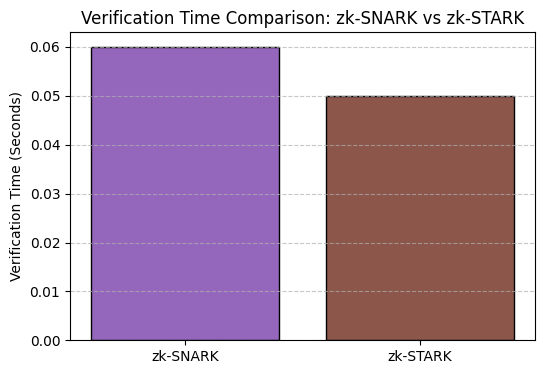 Verification Time Comparison: zk-SNARK vs zk-STARK
Verification Time (Seconds)
0.06
0.05
0.04
0.03
0.02
0.01
0.00
zk-SNARK
zk-STARK